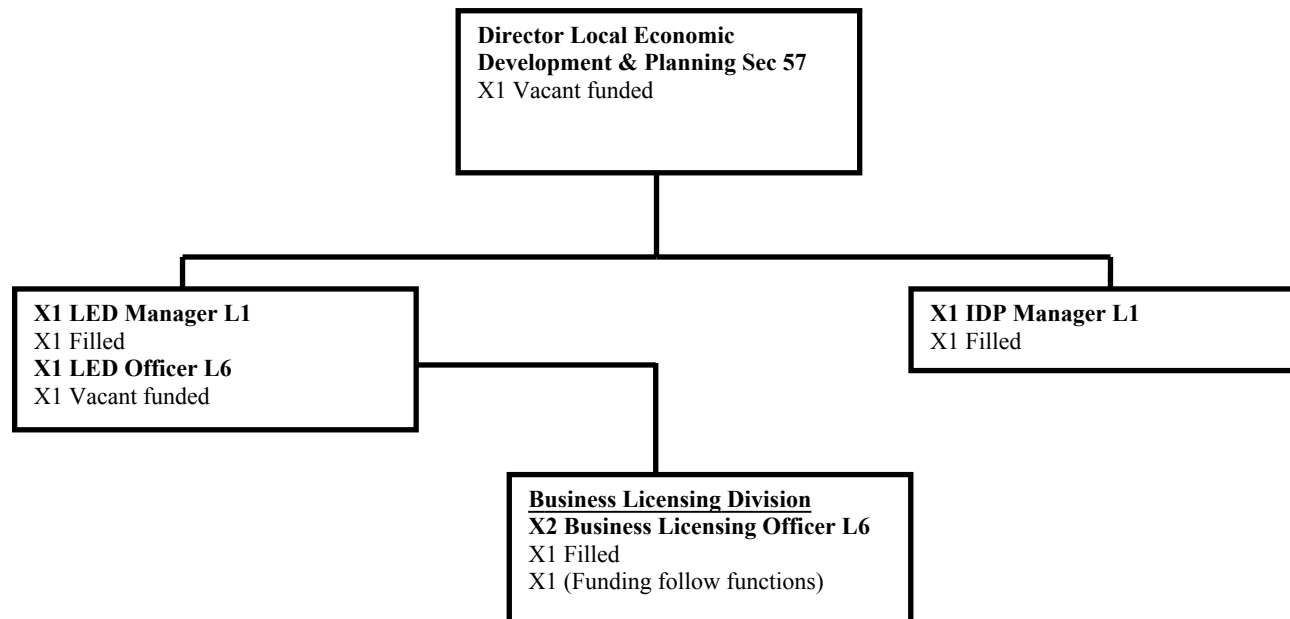 Director Local Economic
Development & Planning Sec 57
X1 Vacant funded
X1 LED Manager L1
X1 Filled
X1 LED Officer L6
X1 Vacant funded
X1 IDP Manager L1
X1 Filled
Business Licensing Division
X2 Business Licensing Officer L6
X1 Filled
X1 (Funding follow functions)